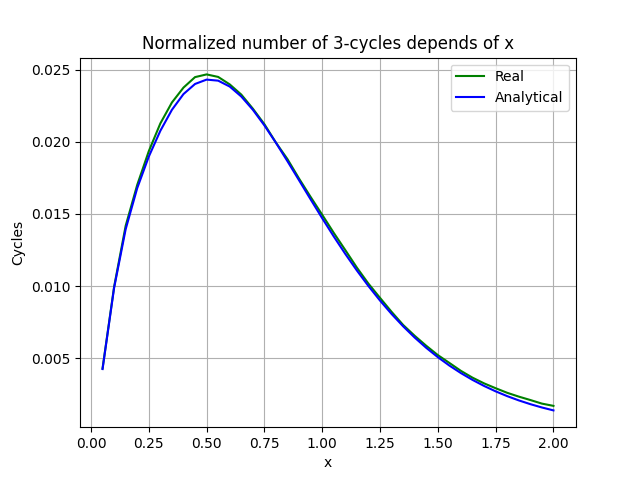 Normalized number of 3-cycles depends of x
Real
Analytical
0.025
0.020
0.015
0.010
0.005
Cycles
0.00 0.25 0.50 0.75 1.00 1.25 1.50 1.75 2.00
x